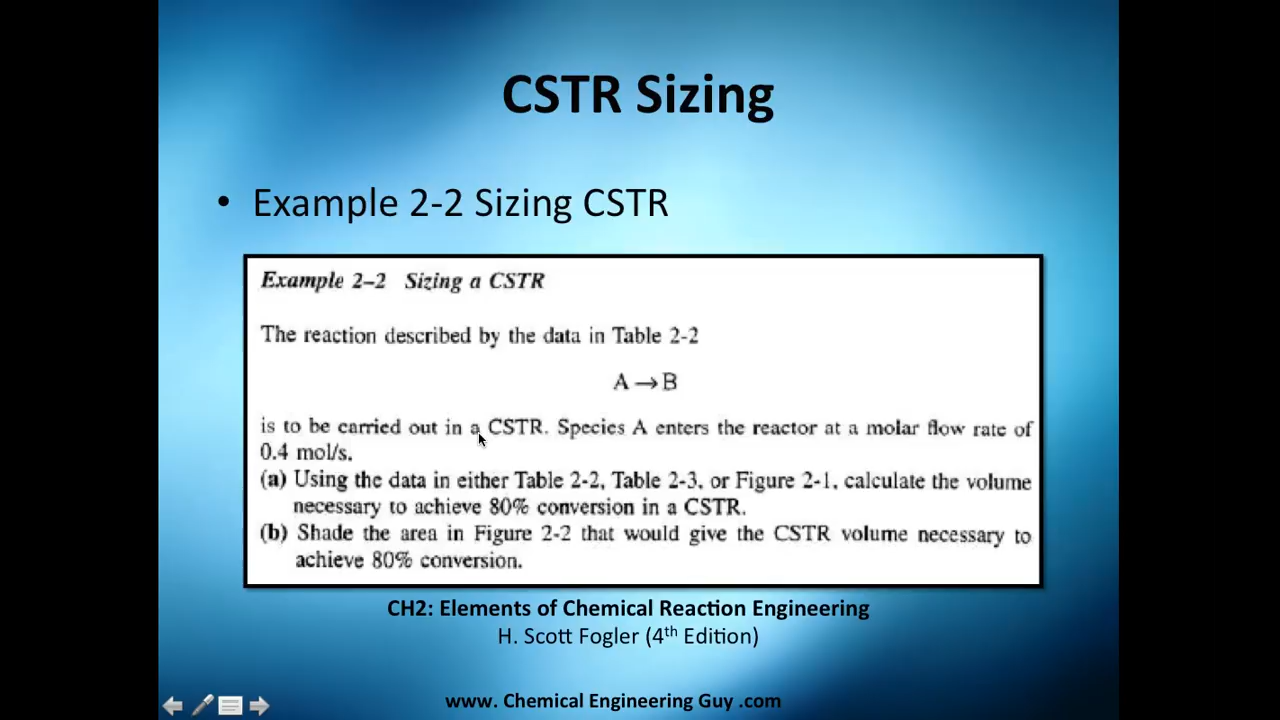 CSTR Sizing
• Example 2-2 Sizing CSTR
Example 2–2 Sizing a CSTR
The reaction described by the data in Table 2-2
A → B
is to be carried out in a CSTR. Species A enters the reactor at a molar flow rate of
0.4 mol/s.
(a) Using the data in either Table 2-2, Table 2-3, or Figure 2-1, calculate the volume
necessary to achieve 80% conversion in a CSTR.
(b) Shade the area in Figure 2-2 that would give the CSTR volume necessary to
achieve 80% conversion.
CH2: Elements of Chemical Reaction Engineering
H. Scott Fogler (4th Edition)
www. Chemical Engineering Guy .com